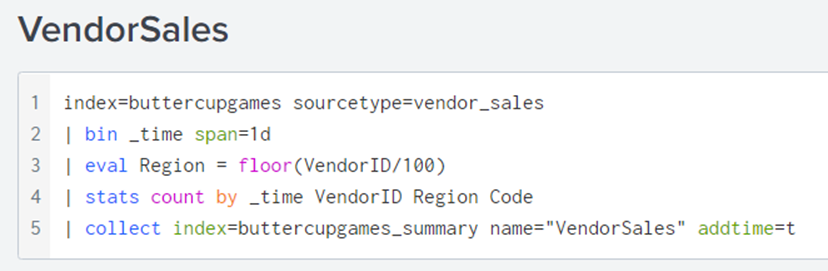 VendorSales
1 index=buttercupgames sourcetype=vendor_sales
2 | bin _time span=1d
3 | eval Region = floor(VendorID/100)
4 | stats count by _time VendorID Region Code
5 | collect index=buttercupgames_summary name="VendorSales" addtime=t